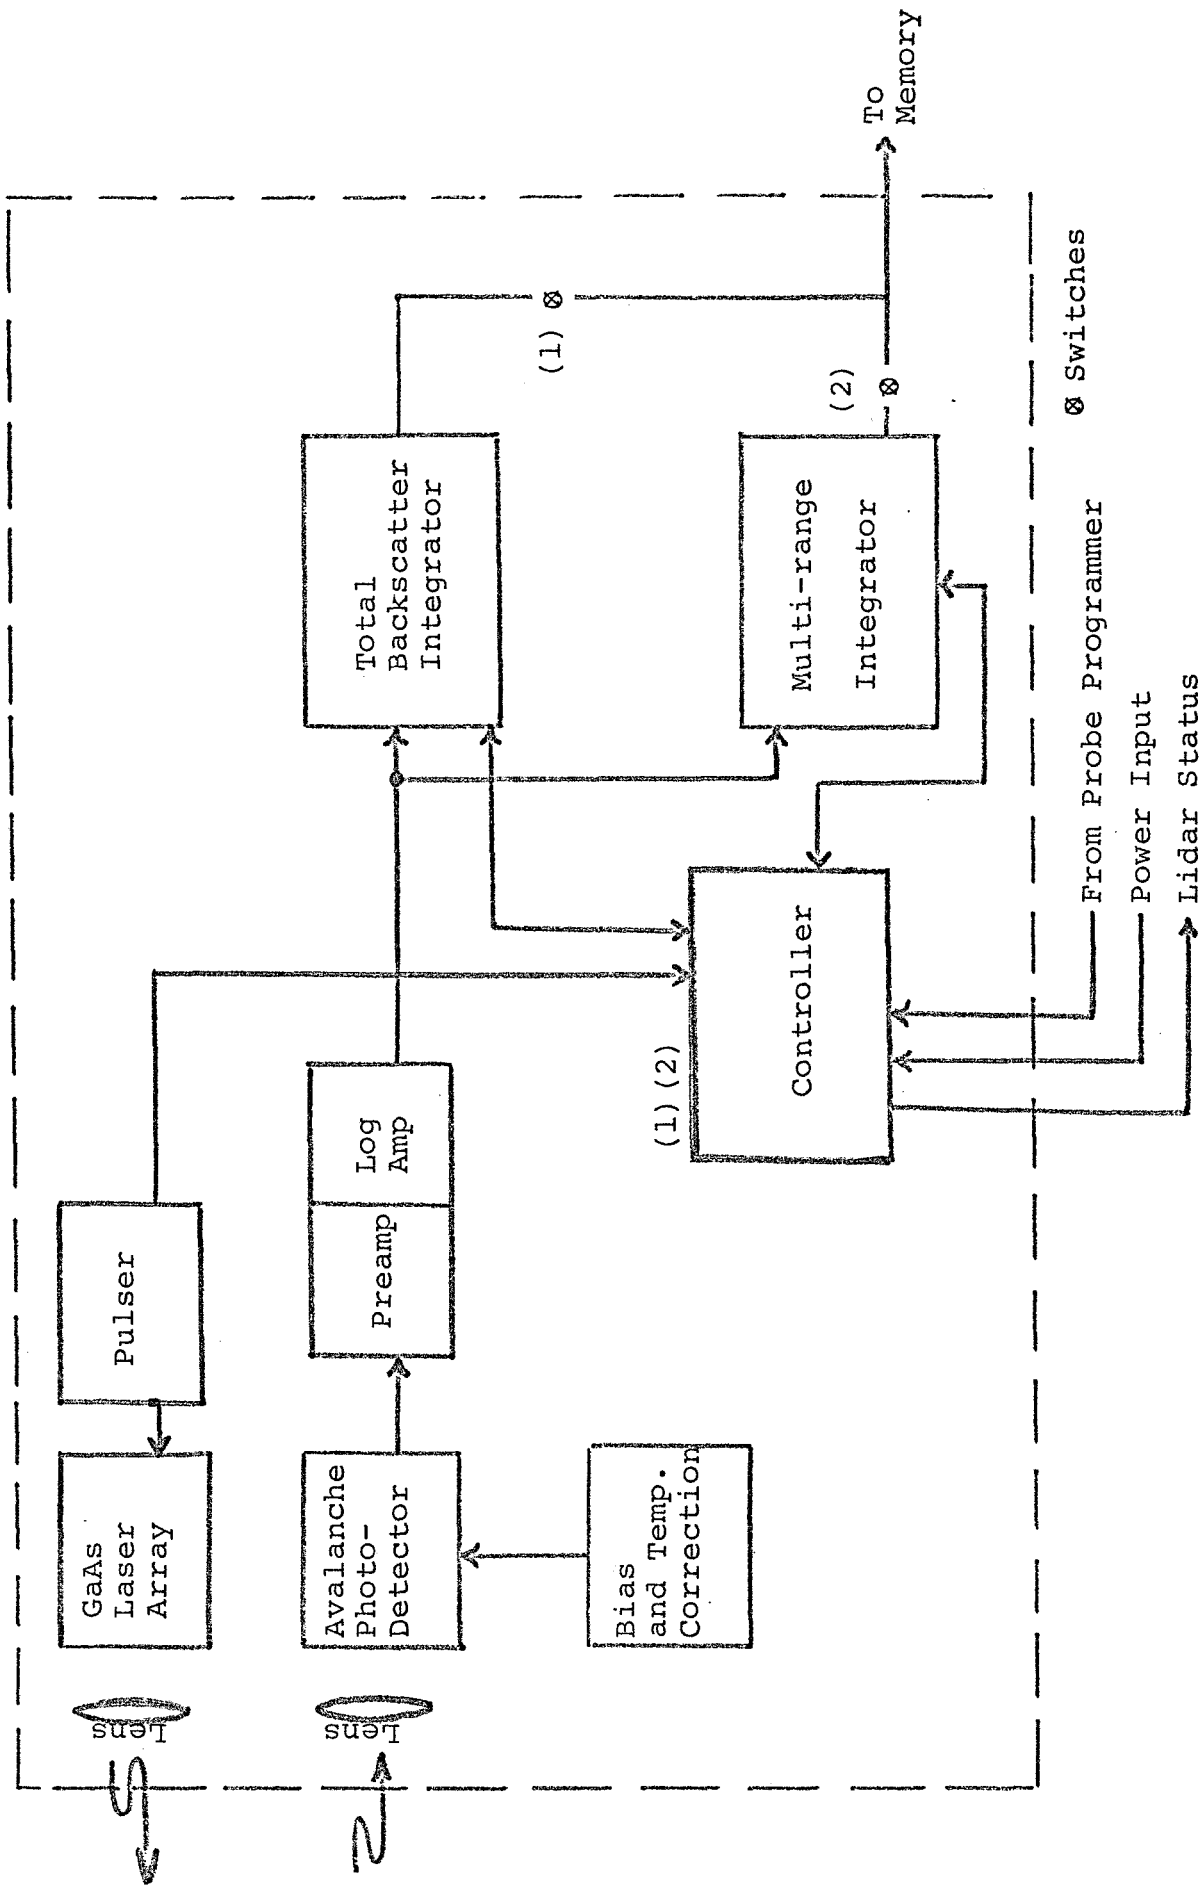 Lens
GaAs
Laser
Array
Pulser
Lens
Avalanche
Photo-
Detector
Preamp
Log
Amp
Bias
and Temp.
Correction
Total
Backscatter
Integrator
(1)
To
Memory
(1) (2)
Controller
Multi-range
Integrator
(2)
⊗ Switches
From Probe Programmer
Power Input
Lidar Status